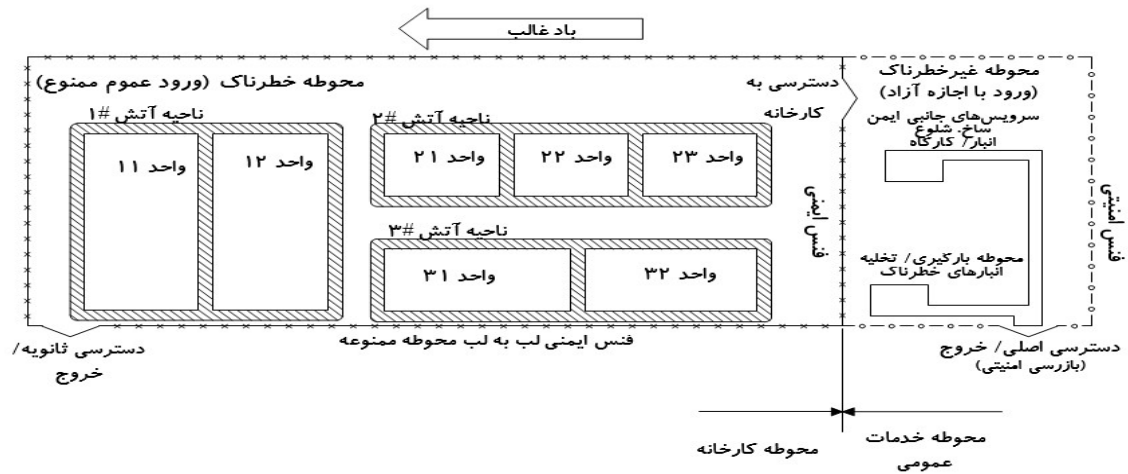 باد غالب
محوطه غیرخطرناک
(ورود با اجازه آزاد)
سرویس‌های جانبی ایمن
ساخ. شلوغ
انبار/ کارگاه
دسترسی به
کارخانه
محوطه خطرناک (ورود عموم ممنوع)
ناحیه آتش #۲
واحد ۲۳
واحد ۲۲
واحد ۲۱
ناحیه آتش #۱
واحد ۱۲
واحد ۱۱
ناحیه آتش #۳
واحد ۳۲
واحد ۳۱
فنس ایمنی
فنس امنیتی
محوطه بارگیری/ تخلیه
انبارهای خطرناک
فنس ایمنی لب به لب محوطه ممنوعه
دسترسی اصلی/ خروج
(بازرسی امنیتی)
دسترسی ثانویه/
خروج
محوطه خدمات
عمومی
محوطه کارخانه